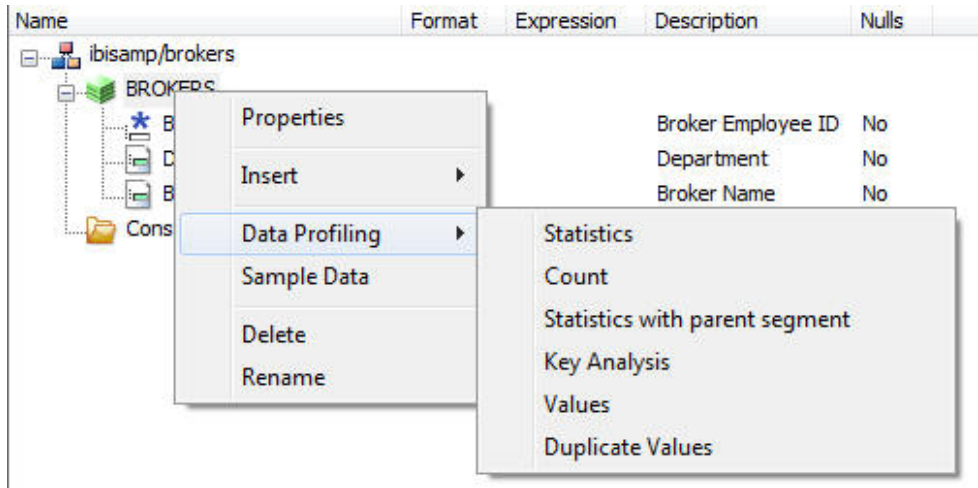 Name Format Expression Description Nulls
ibisamp/brokers
BROKERS
B Broker Employee ID No
D Department No
B Broker Name No
Cons
Properties
Insert
Data Profiling
Sample Data
Delete
Rename
Statistics
Count
Statistics with parent segment
Key Analysis
Values
Duplicate Values